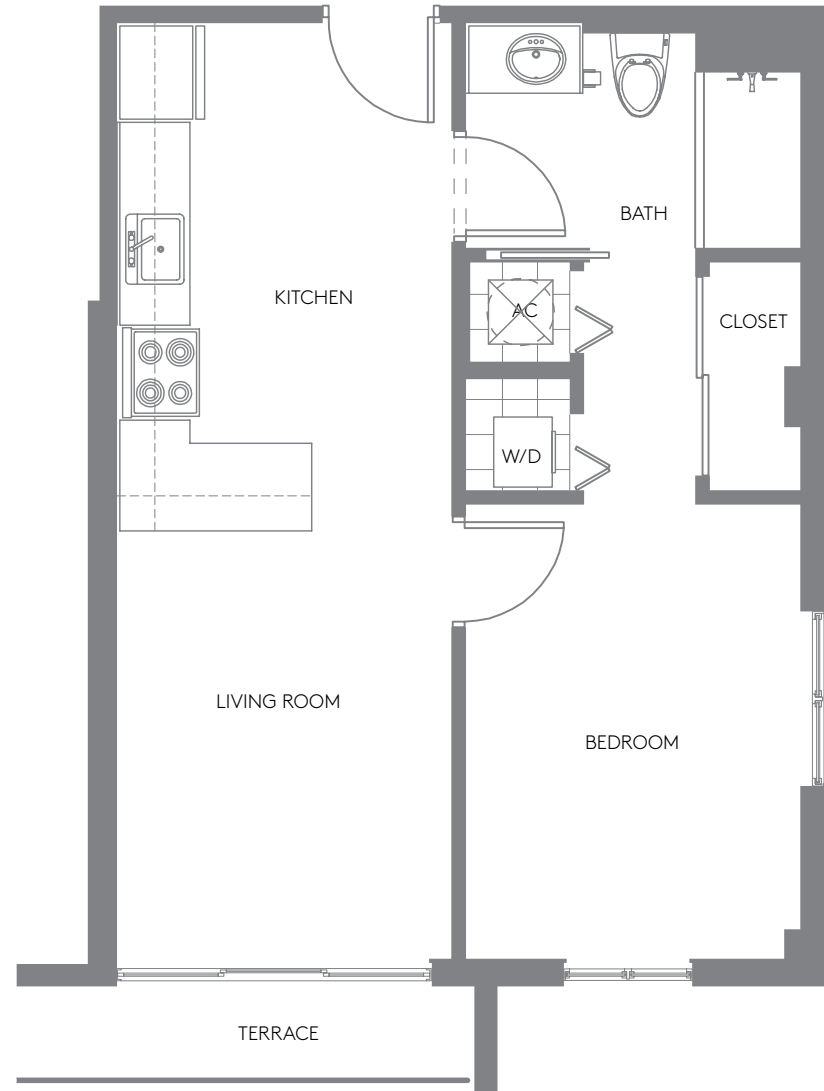 BATH
KITCHEN
AC
CLOSET
W/D
LIVING ROOM
BEDROOM
TERRACE